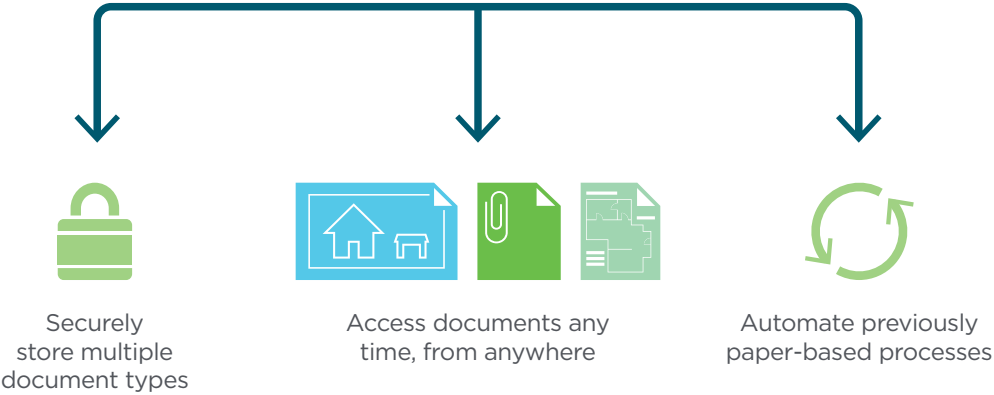 Securely
store multiple
document types
Access documents any
time, from anywhere
Automate previously
paper-based processes